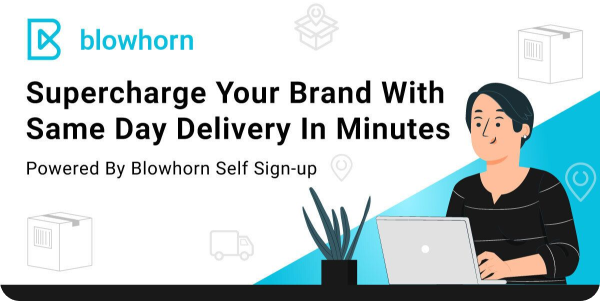 blowhorn
Supercharge Your Brand With
Same Day Delivery In Minutes
Powered By Blowhorn Self Sign-up